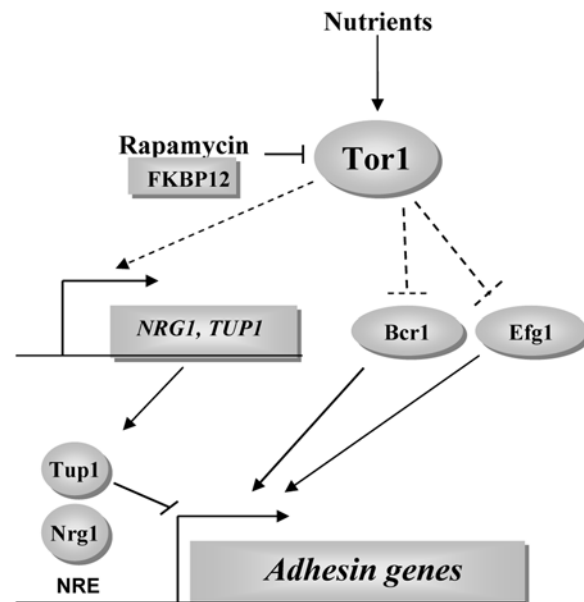 Nutrients
Rapamycin
FKBP12
Tor1
NRG1, TUP1
Bcr1
Efg1
Tup1
Nrg1
NRE
Adhesin genes